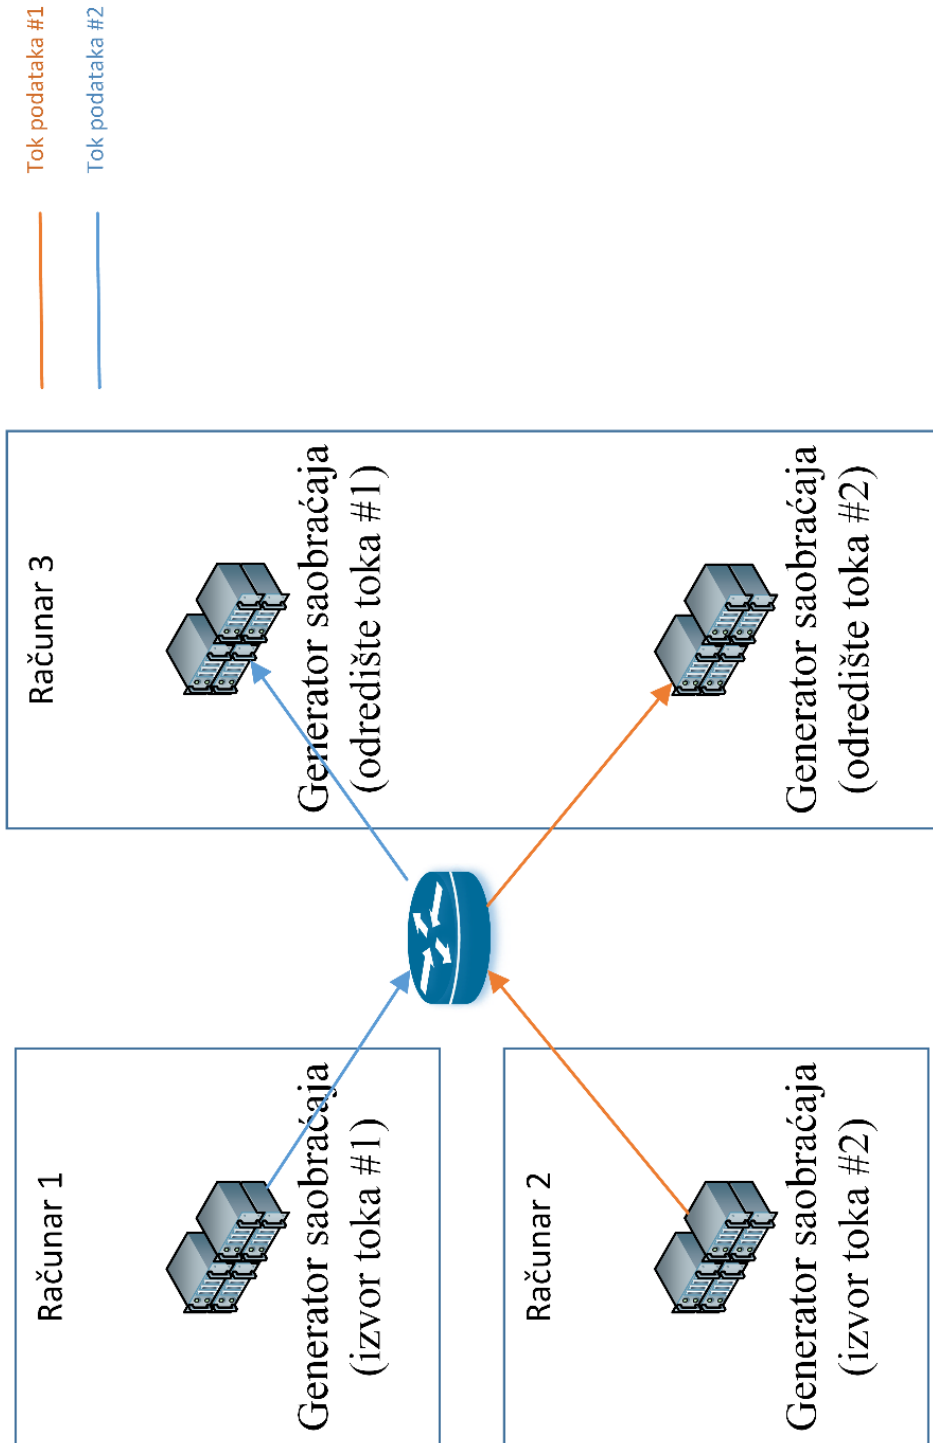 Tok podataka #1
Tok podataka #2
Računar 1
Generator saobraćaja
(izvor toka #1)
Računar 2
Generator saobraćaja
(izvor toka #2)
Računar 3
Generator saobraćaja
(odredište toka #1)
Generator saobraćaja
(odredište toka #2)